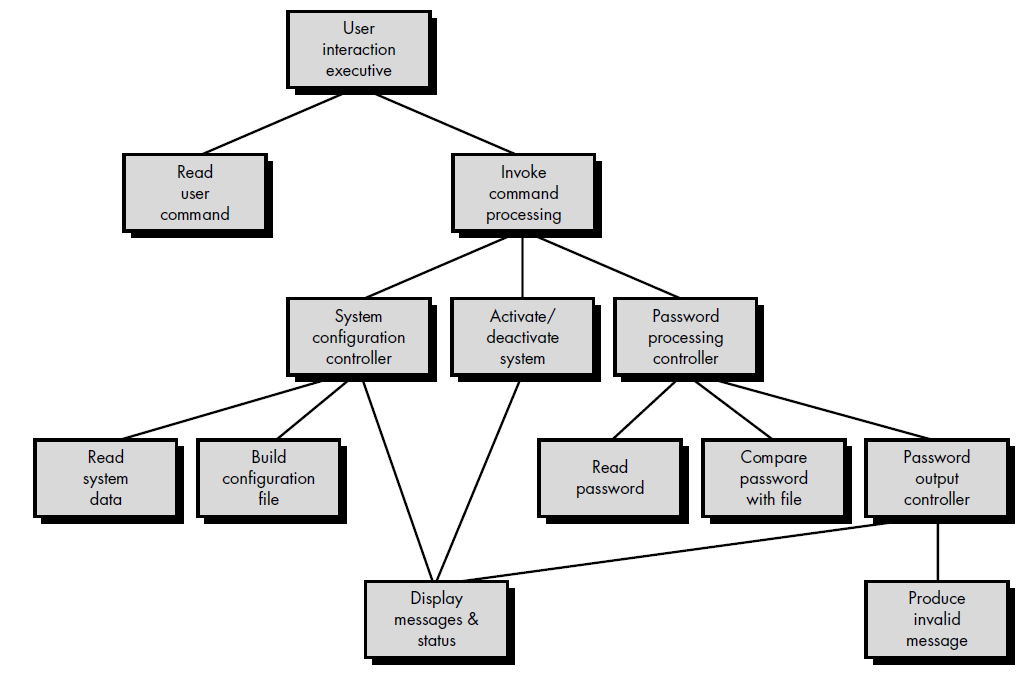 User
interaction
executive
Read
user
command
Invoke
command
processing
System
configuration
controller
Activate/
deactivate
system
Password
processing
controller
Read
system
data
Build
configuration
file
Read
password
Compare
password
with file
Password
output
controller
Display
messages &
status
Produce
invalid
message